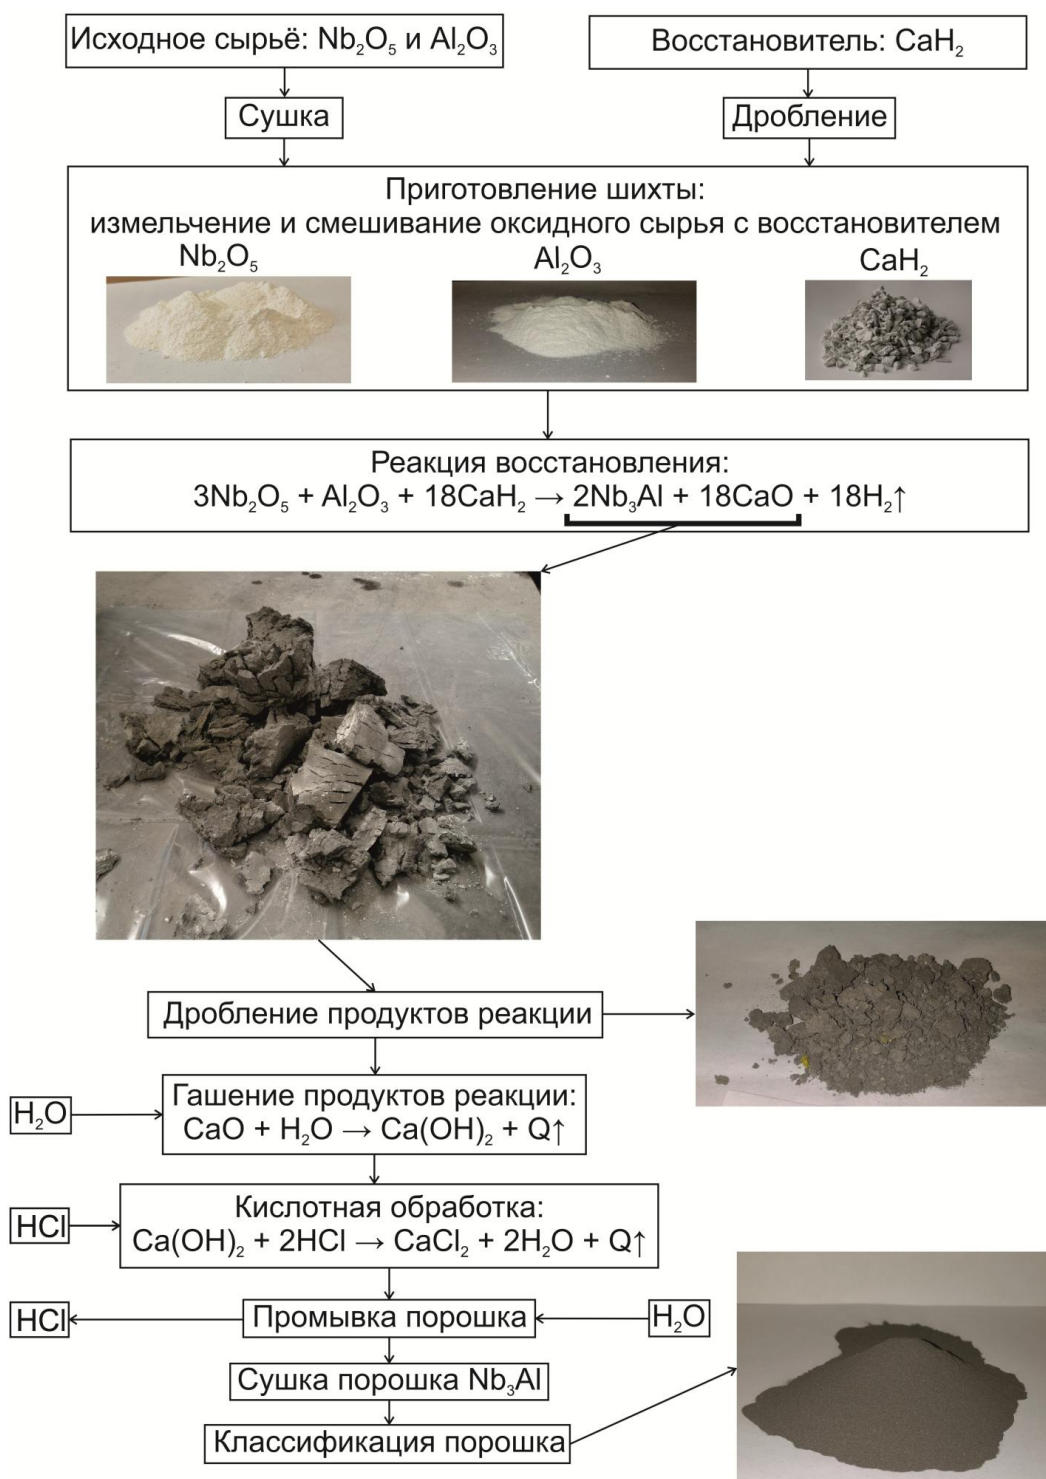 Исходное сырьё: Nb₂O₅ и Al₂O₃
Восстановитель: CaH₂
Сушка
Дробление
Приготовление шихты:
измельчение и смешивание оксидного сырья с восстановителем
Nb₂O₅
Al₂O₃
CaH₂
Реакция восстановления:
3Nb₂O₅ + Al₂O₃ + 18CaH₂ → 2Nb₃Al + 18CaO + 18H₂↑
Дробление продуктов реакции
H₂O
Гашение продуктов реакции:
CaO + H₂O → Ca(OH)₂ + Q↑
HCl
Кислотная обработка:
Ca(OH)₂ + 2HCl → CaCl₂ + 2H₂O + Q↑
HCl
Промывка порошка
H₂O
Сушка порошка Nb₃Al
Классификация порошка